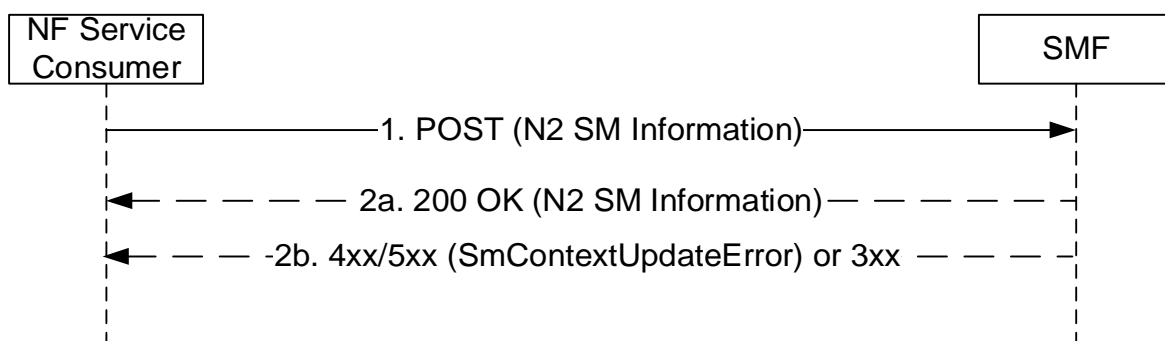 NF Service
Consumer
SMF
1. POST (N2 SM Information)
2a. 200 OK (N2 SM Information)
2b. 4xx/5xx (SmContextUpdateError) or 3xx